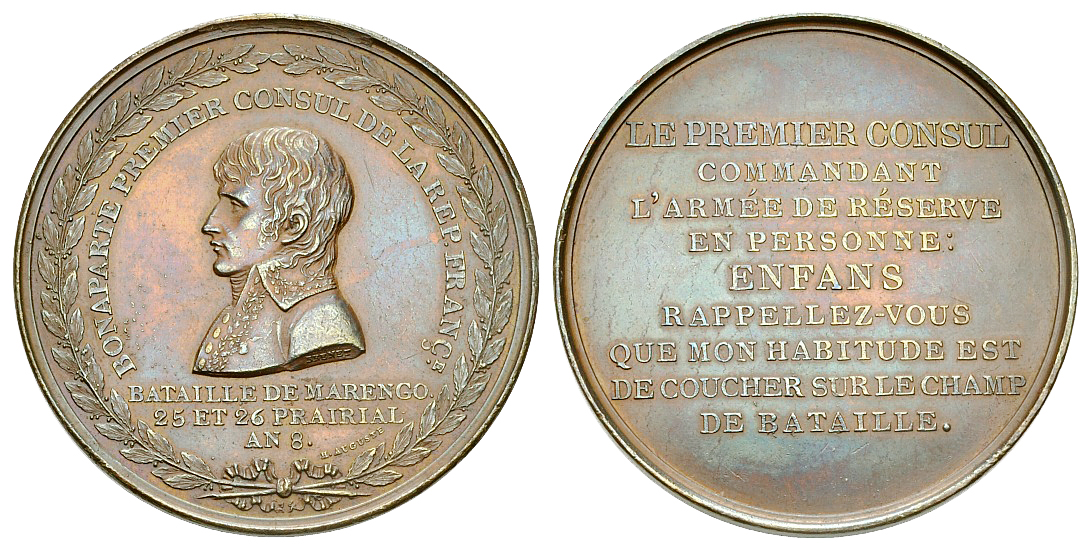 BONAPARTE PREMIER CONSUL DE LA REP. FRANÇSE
BATAILLE DE MARENGO.
25 ET 26 PRAIRIAL
AN 8.
H. AUGUSTE
LE PREMIER CONSUL
COMMANDANT
L'ARMÉE DE RÉSERVE
EN PERSONNE:
ENFANS
RAPPELLEZ-VOUS
QUE MON HABITUDE EST
DE COUCHER SUR LE CHAMP
DE BATAILLE.